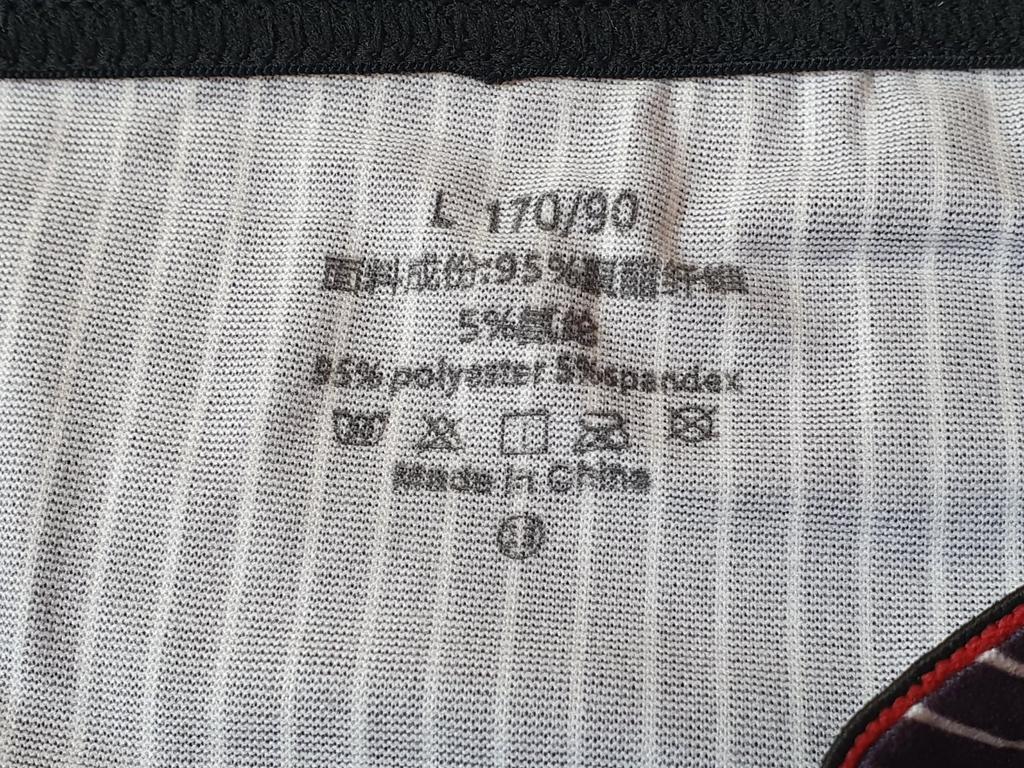 L 170/90
面料成份:95%聚酯纤维
5%氨纶
95% polyester 5% spandex
Made in China